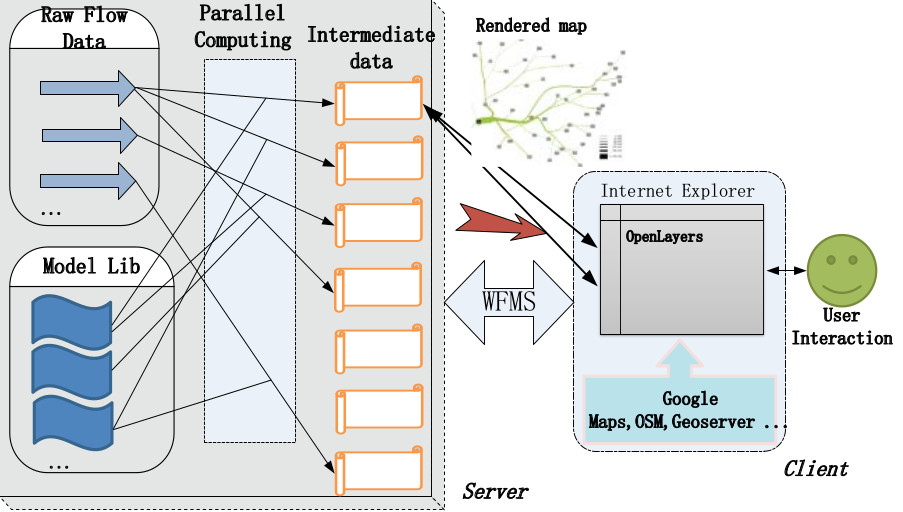 Raw Flow
Data
...
Model Lib
...
Parallel
Computing
Intermediate
data
Rendered map
WFMS
Internet Explorer
OpenLayers
Google
Maps,OSM,Geoserver ...
User
Interaction
Server
Client